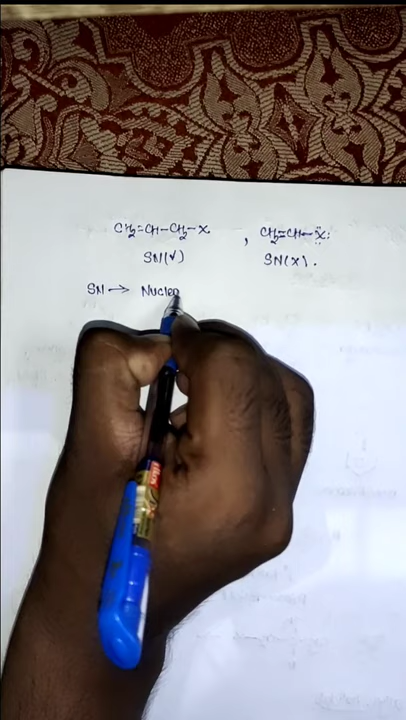 CH₂=CH-CH₂-X , CH₂=CH-Ẍ:
SN(✓) SN(X).
SN → Nucleo